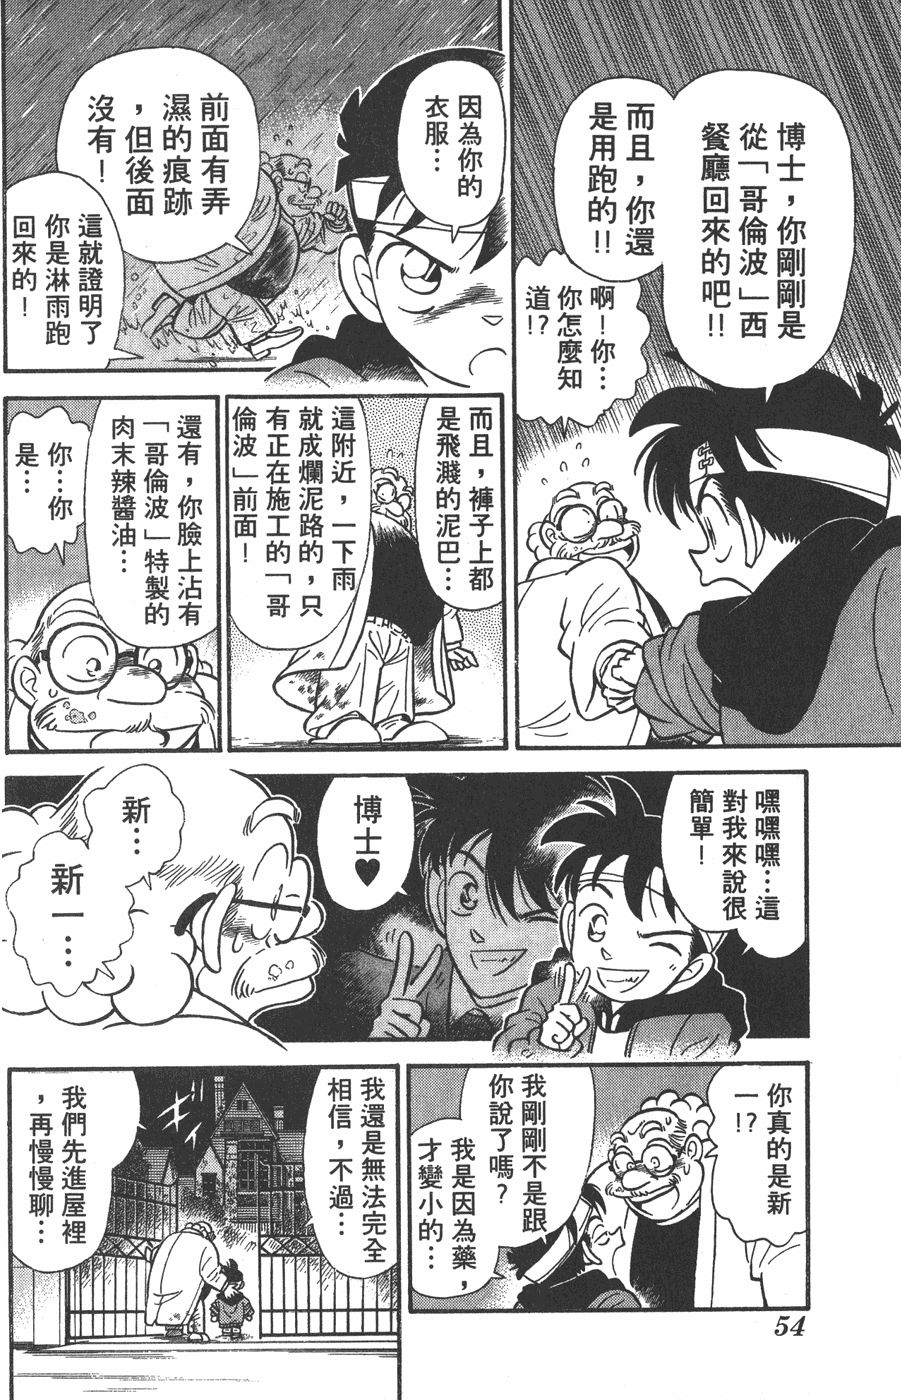 博士，你剛剛是
從「哥倫波」西
餐廳回來的吧!!
而且，你還
是用跑的!!
啊！你…
你怎麼知
道!?
因為你的
衣服…
前面有弄
濕的痕跡
，但後面
沒有！
這就證明了
你是淋雨跑
回來的！
而且，褲子上都
是飛濺的泥巴…
這附近，一下雨
就成爛泥路的，只
有正在施工的「哥
倫波」前面！
還有，你臉上沾有
「哥倫波」特製的
肉末辣醬油…
你…你
是…
嘿嘿嘿…這
對我來說很
簡單！
博士♥
新…
新一…
你真的是新
一!?
我剛剛不是跟
你說了嗎？
我是因為藥，
才變小的…
我還是無法完全
相信，不過…
我們先進屋裡
，再慢慢聊…
54